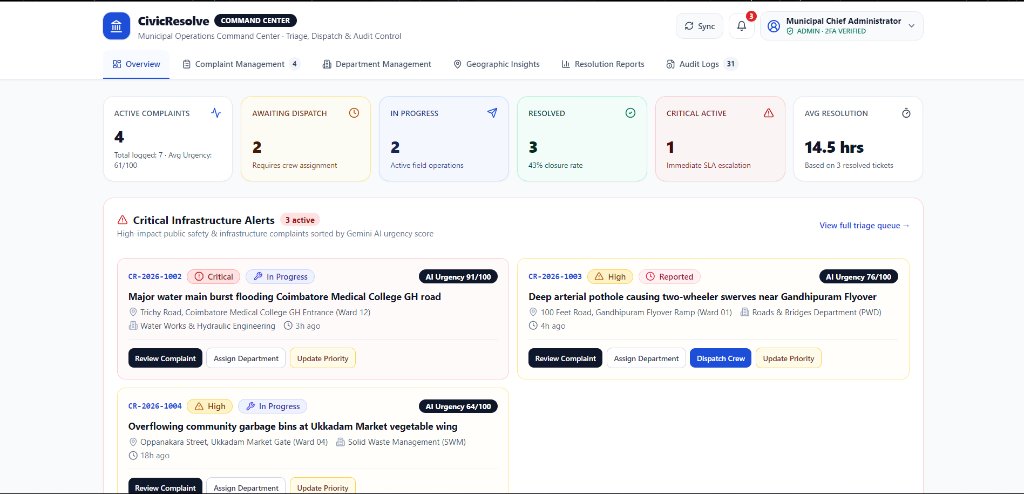 CivicResolve COMMAND CENTER
Municipal Operations Command Center · Triage, Dispatch & Audit Control
Sync
3
Municipal Chief Administrator
ADMIN · 2FA VERIFIED
Overview
Complaint Management 4
Department Management
Geographic Insights
Resolution Reports
Audit Logs 31
ACTIVE COMPLAINTS
4
Total logged: 7 · Avg Urgency:
61/100
AWAITING DISPATCH
2
Requires crew assignment
IN PROGRESS
2
Active field operations
RESOLVED
3
43% closure rate
CRITICAL ACTIVE
1
Immediate SLA escalation
AVG RESOLUTION
14.5 hrs
Based on 3 resolved tickets
Critical Infrastructure Alerts 3 active
High-impact public safety & infrastructure complaints sorted by Gemini AI urgency score
View full triage queue →
CR-2026-1002 Critical In Progress AI Urgency 91/100
Major water main burst flooding Coimbatore Medical College GH road
Trichy Road, Coimbatore Medical College GH Entrance (Ward 12)
Water Works & Hydraulic Engineering 3h ago
Review Complaint Assign Department Update Priority
CR-2026-1003 High Reported AI Urgency 76/100
Deep arterial pothole causing two-wheeler swerves near Gandhipuram Flyover
100 Feet Road, Gandhipuram Flyover Ramp (Ward 01) Roads & Bridges Department (PWD)
4h ago
Review Complaint Assign Department Dispatch Crew Update Priority
CR-2026-1004 High In Progress AI Urgency 64/100
Overflowing community garbage bins at Ukkadam Market vegetable wing
Oppanakara Street, Ukkadam Market Gate (Ward 04) Solid Waste Management (SWM)
18h ago
Review Complaint Assign Department Update Priority